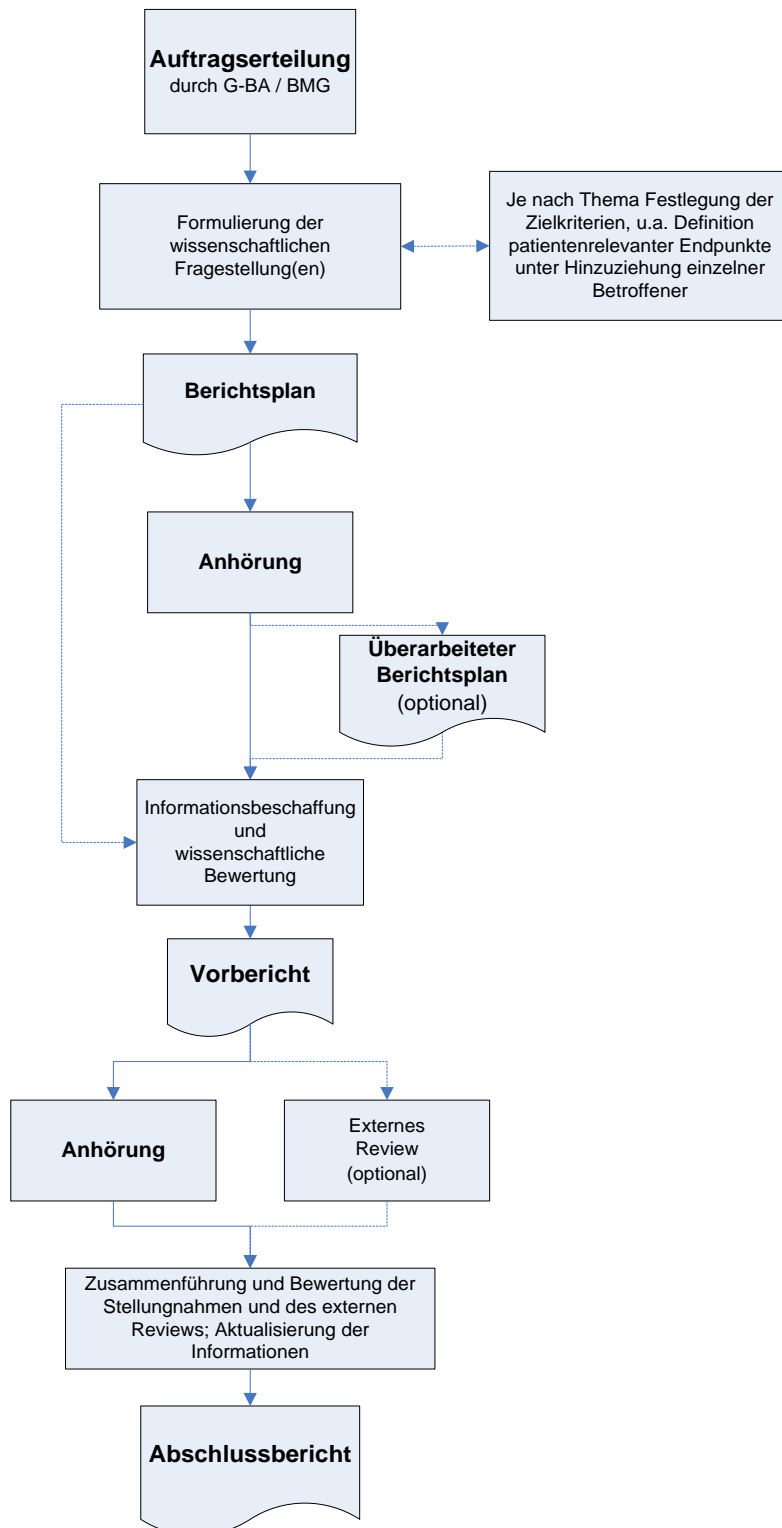 Auftragserteilung
durch G-BA / BMG
Formulierung der
wissenschaftlichen
Fragestellung(en)
Je nach Thema Festlegung der
Zielkriterien, u.a. Definition
patientenrelevanter Endpunkte
unter Hinzuziehung einzelner
Betroffener
Berichtsplan
Anhörung
Überarbeiteter
Berichtsplan
(optional)
Informationsbeschaffung
und
wissenschaftliche
Bewertung
Vorbericht
Anhörung
Externes
Review
(optional)
Zusammenführung und Bewertung der
Stellungnahmen und des externen
Reviews; Aktualisierung der
Informationen
Abschlussbericht